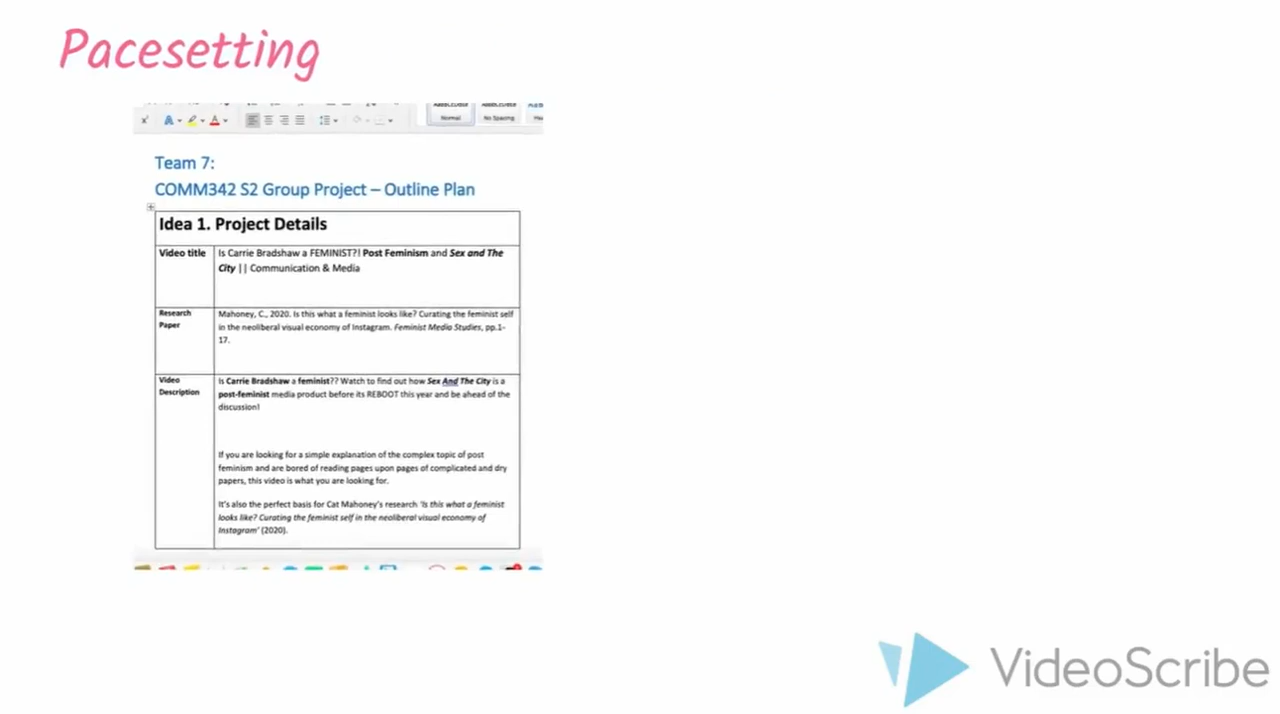 Pacesetting
Normal
No Spacing
Team 7:
COMM342 S2 Group Project – Outline Plan
Idea 1. Project Details
Video title
Is Carrie Bradshaw a FEMINIST?! Post Feminism and Sex and The
City || Communication & Media
Research
Paper
Mahoney, C., 2020. Is this what a feminist looks like? Curating the feminist self
in the neoliberal visual economy of Instagram. Feminist Media Studies, pp.1-
17.
Video
Description
Is Carrie Bradshaw a feminist?? Watch to find out how Sex And The City is a
post-feminist media product before its REBOOT this year and be ahead of the
discussion!
If you are looking for a simple explanation of the complex topic of post
feminism and are bored of reading pages upon pages of complicated and dry
papers, this video is what you are looking for.
It's also the perfect basis for Cat Mahoney's research 'Is this what a feminist
looks like? Curating the feminist self in the neoliberal visual economy of
Instagram' (2020).
VideoScribe